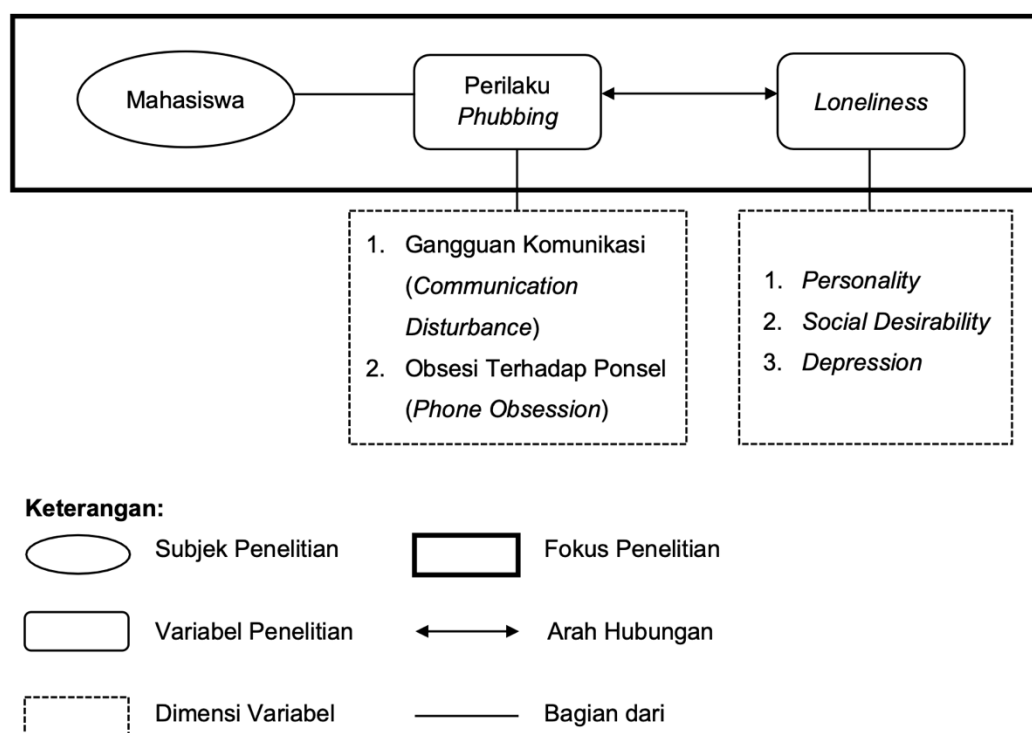 Mahasiswa
Perilaku
Phubbing
Loneliness
1. Gangguan Komunikasi
(Communication
Disturbance)
2. Obsesi Terhadap Ponsel
(Phone Obsession)
1. Personality
2. Social Desirability
3. Depression
Keterangan:
Subjek Penelitian
Fokus Penelitian
Variabel Penelitian
Arah Hubungan
Dimensi Variabel
Bagian dari